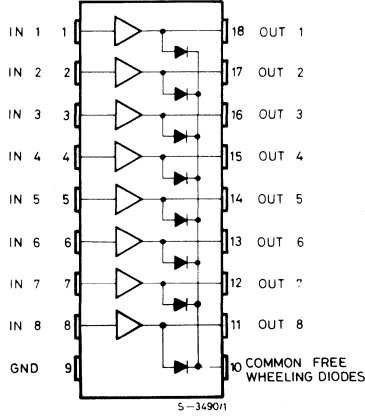 IN 1 1 18 OUT 1
IN 2 2 17 OUT 2
IN 3 3 16 OUT 3
IN 4 4 15 OUT 4
IN 5 5 14 OUT 5
IN 6 6 13 OUT 6
IN 7 7 12 OUT 7
IN 8 8 11 OUT 8
GND 9 10 COMMON FREE
WHEELING DIODES
S-3490/1